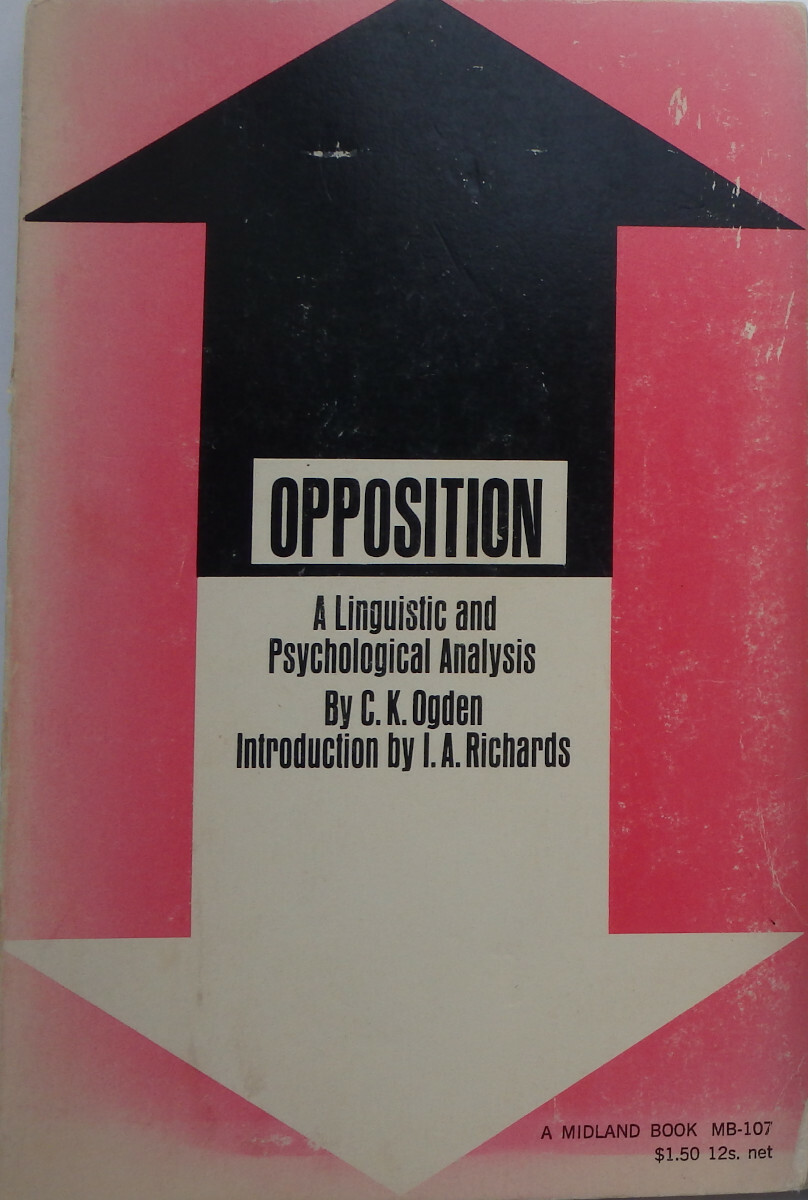 OPPOSITION
A Linguistic and
Psychological Analysis
By C. K. Ogden
Introduction by I. A. Richards
A MIDLAND BOOK MB-107
$1.50 12s. net